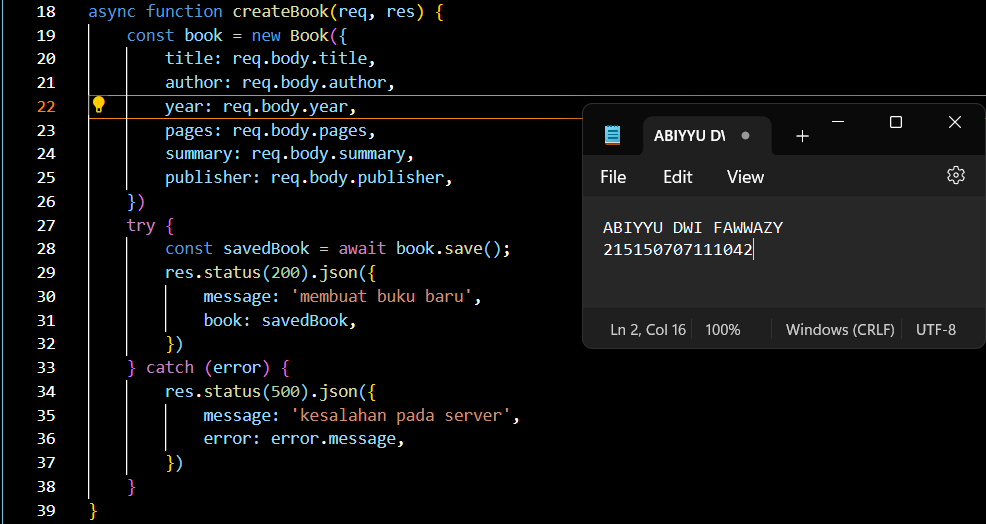 18 async function createBook(req, res) {
19     const book = new Book({
20         title: req.body.title,
21         author: req.body.author,
22         year: req.body.year,
23         pages: req.body.pages,
24         summary: req.body.summary,
25         publisher: req.body.publisher,
26     })
27     try {
28         const savedBook = await book.save();
29         res.status(200).json({
30             message: 'membuat buku baru',
31             book: savedBook,
32         })
33     } catch (error) {
34         res.status(500).json({
35             message: 'kesalahan pada server',
36             error: error.message,
37         })
38     }
39 }
ABIYYU D\
File Edit View
ABIYYU DWI FAWWAZY
215150707111042
Ln 2, Col 16 100% Windows (CRLF) UTF-8